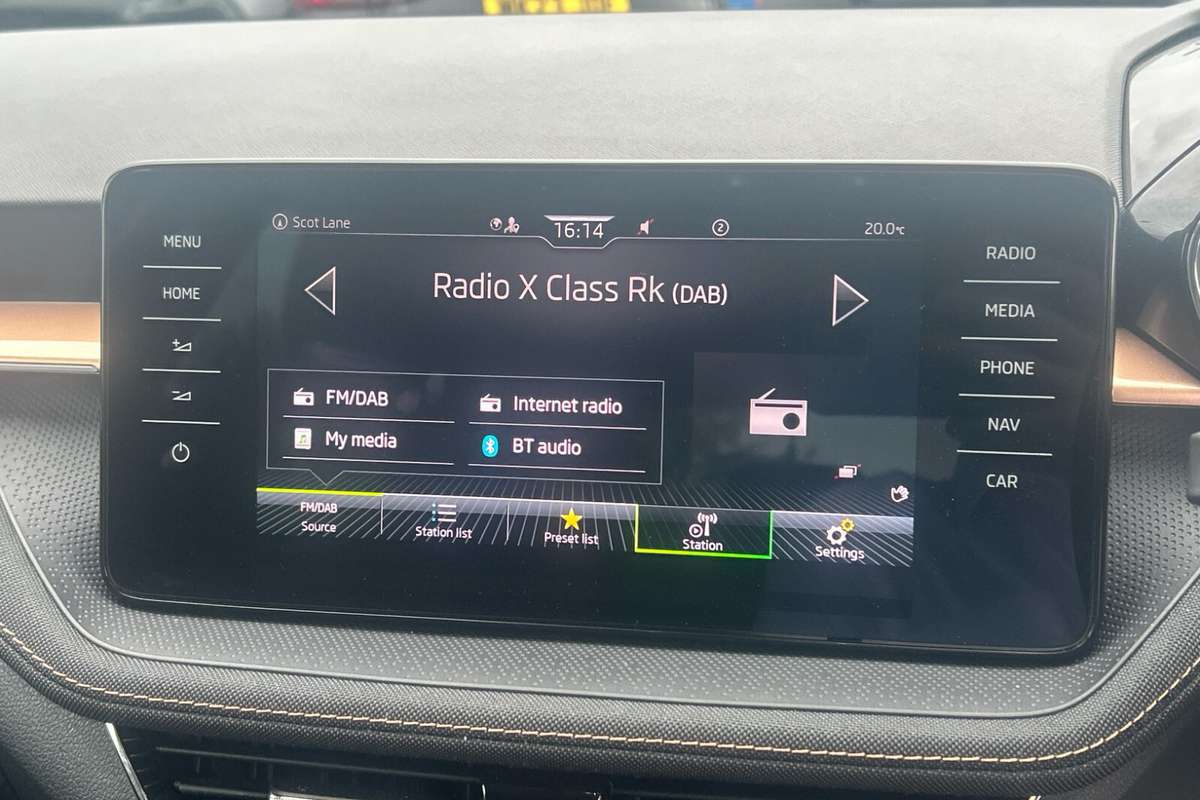 Scot Lane
16:14
2
20.0°C
MENU
HOME
RADIO
MEDIA
PHONE
NAV
CAR
Radio X Class Rk (DAB)
FM/DAB
Internet radio
My media
BT audio
FM/DAB
Source
Station list
Preset list
Station
Settings